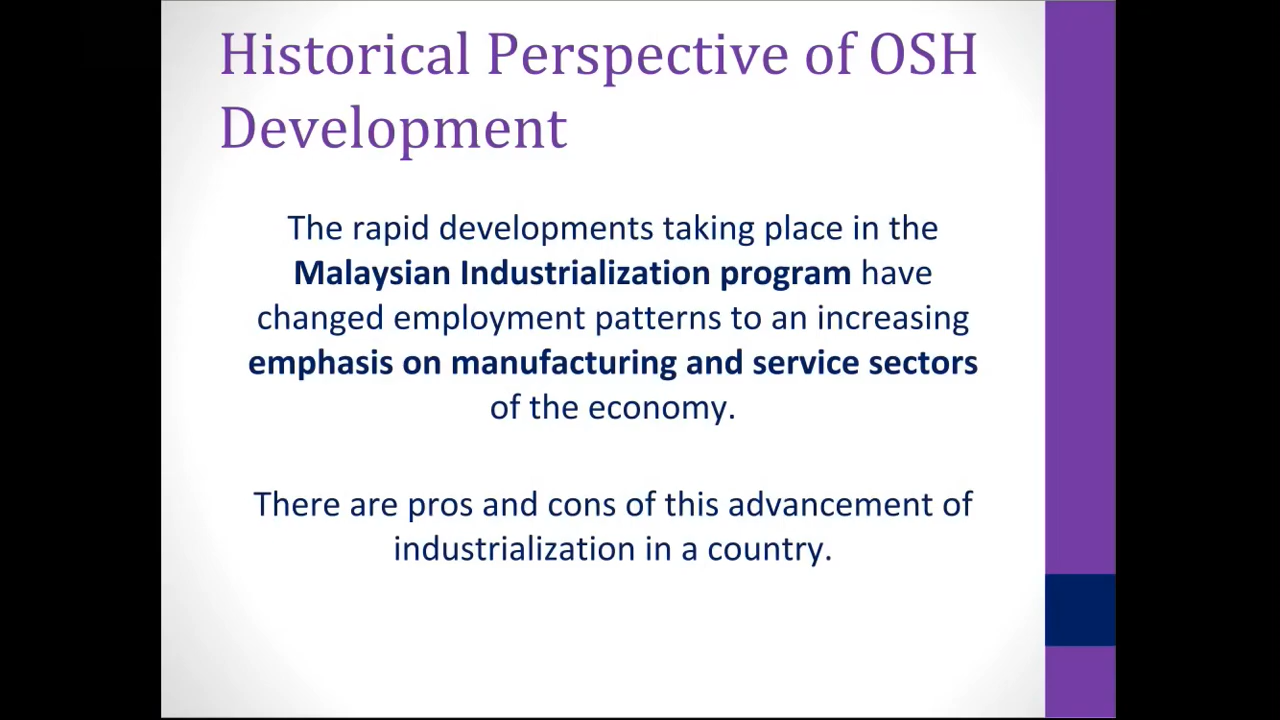 Historical Perspective of OSH
Development
The rapid developments taking place in the
Malaysian Industrialization program have
changed employment patterns to an increasing
emphasis on manufacturing and service sectors
of the economy.
There are pros and cons of this advancement of
industrialization in a country.